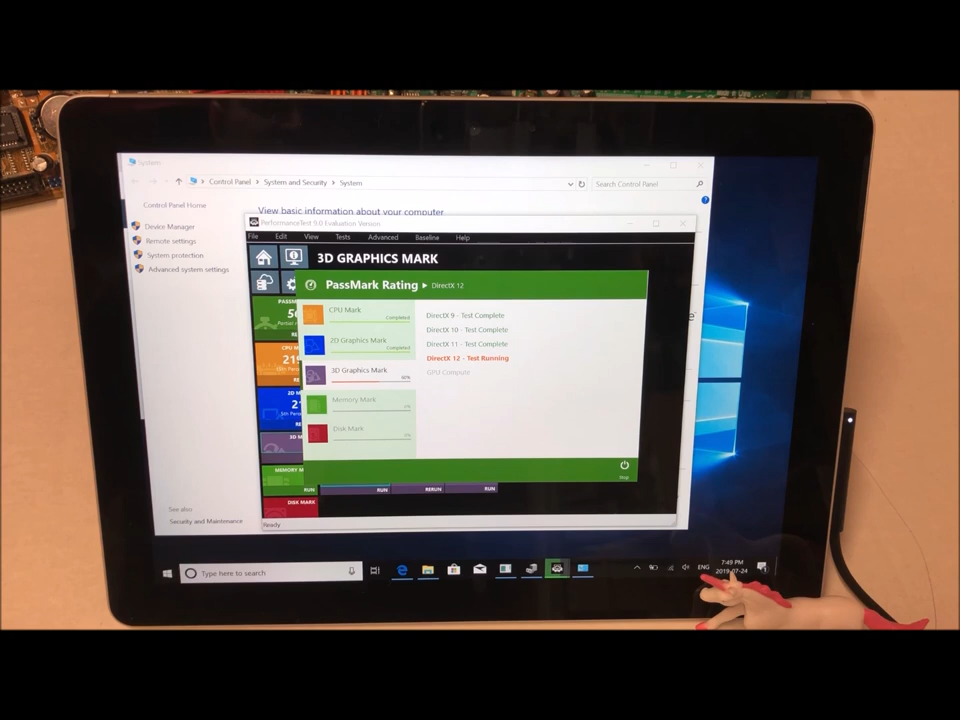 System
Control Panel > System and Security > System
Search Control Panel
Control Panel Home
View basic information about your computer
Device Manager
Remote settings
System protection
Advanced system settings
PerformanceTest 9.0 Evaluation Version
File Edit View Tests Advanced Baseline Help
3D GRAPHICS MARK
PassMark Rating ▶ DirectX 12
CPU Mark
Completed
2D Graphics Mark
Completed
3D Graphics Mark
Memory Mark
Disk Mark
DirectX 9 - Test Complete
DirectX 10 - Test Complete
DirectX 11 - Test Complete
DirectX 12 - Test Running
GPU Compute
Stop
MEMORY M
RUN
RUN RERUN RUN
DISK MARK
Ready
See also
Security and Maintenance
Type here to search
ENG
7:49 PM
2019-07-24